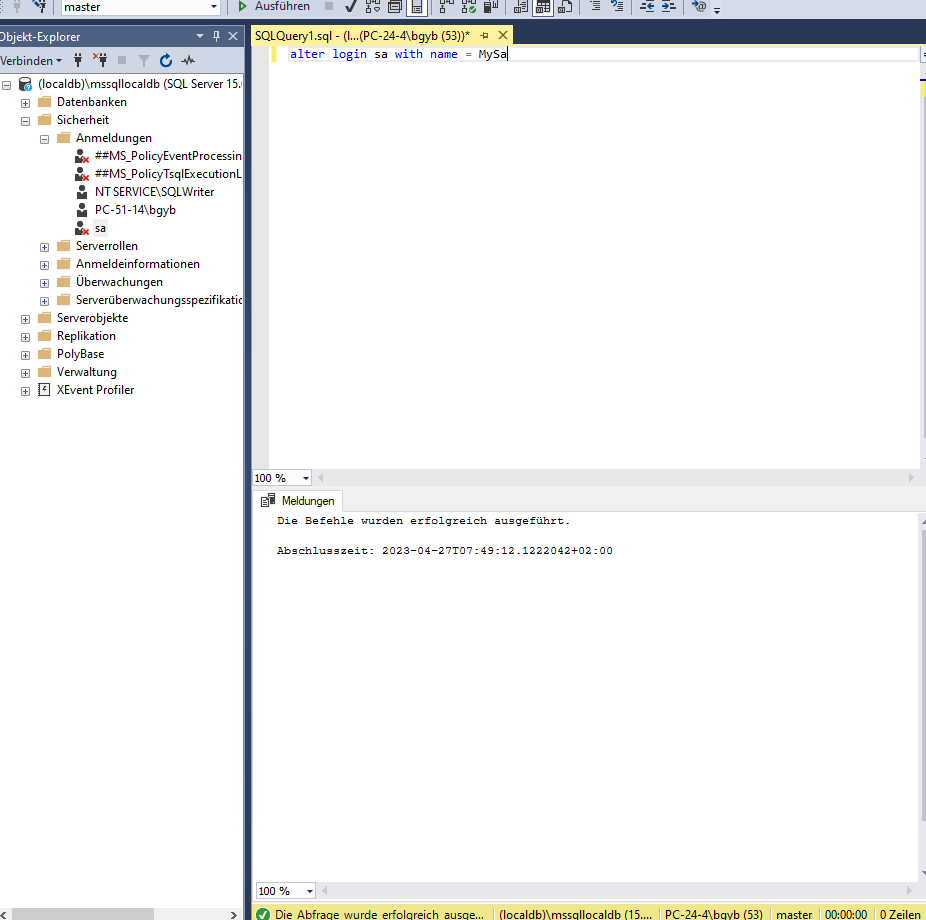 master
Ausführen
Objekt-Explorer
Verbinden
(localdb)\mssqllocaldb (SQL Server 15.
Datenbanken
Sicherheit
Anmeldungen
##MS_PolicyEventProcessin
##MS_PolicyTsqlExecutionL
NT SERVICE\SQLWriter
PC-51-14\bgyb
sa
Serverrollen
Anmeldeinformationen
Überwachungen
Serverüberwachungsspezifikatio
Serverobjekte
Replikation
PolyBase
Verwaltung
XEvent Profiler
SQLQuery1.sql - (l...(PC-24-4\bgyb (53))*
alter login sa with name = MySa
100 %
Meldungen
Die Befehle wurden erfolgreich ausgeführt.
Abschlusszeit: 2023-04-27T07:49:12.1222042+02:00
100 %
Die Abfrage wurde erfolgreich ausge... (localdb)\mssqllocaldb (15.... PC-24-4\bgyb (53) master 00:00:00 0 Zeilen